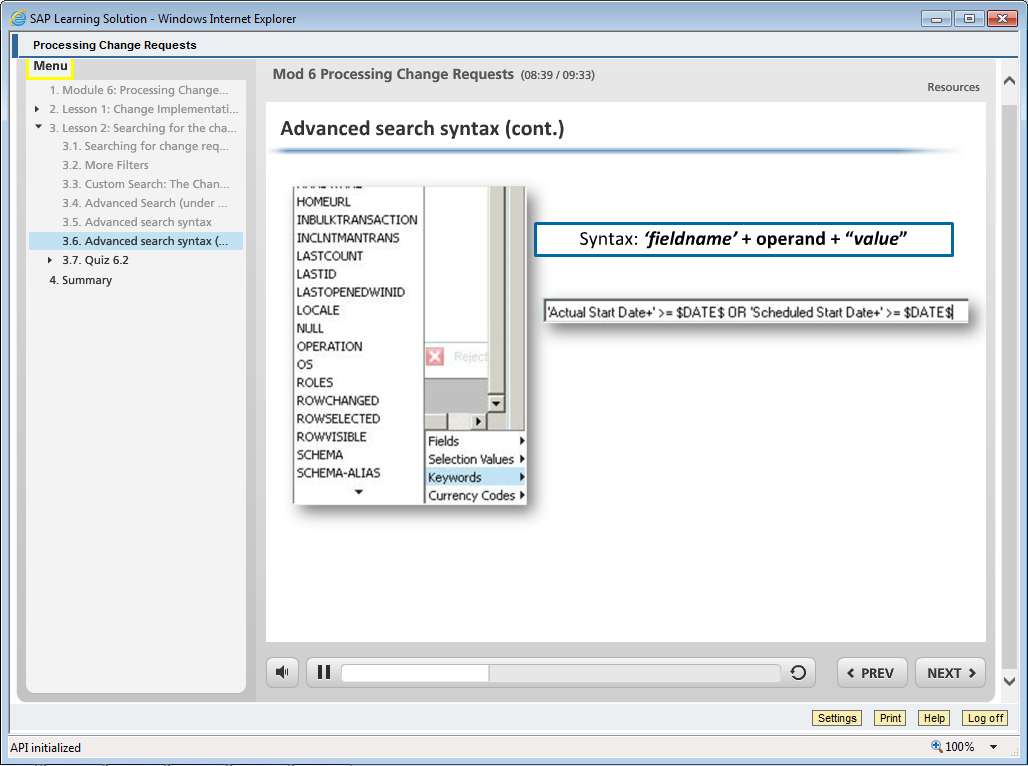 SAP Learning Solution - Windows Internet Explorer
Processing Change Requests
Menu
1. Module 6: Processing Change...
2. Lesson 1: Change Implementati...
3. Lesson 2: Searching for the cha...
3.1. Searching for change req...
3.2. More Filters
3.3. Custom Search: The Chan...
3.4. Advanced Search (under ...
3.5. Advanced search syntax
3.6. Advanced search syntax (...
3.7. Quiz 6.2
4. Summary
Mod 6 Processing Change Requests (08:39 / 09:33)
Resources
Advanced search syntax (cont.)
HOMEURL
INBULKTRANSACTION
INCLNTMANTRANS
LASTCOUNT
LASTID
LASTOPENEDWINID
LOCALE
NULL
OPERATION
OS
ROLES
ROWCHANGED
ROWSELECTED
ROWVISIBLE
SCHEMA
SCHEMA-ALIAS
Reject
Fields
Selection Values
Keywords
Currency Codes
Syntax: ‘fieldname’ + operand + “value”
'Actual Start Date+' >= $DATE$ OR 'Scheduled Start Date+' >= $DATE$
PREV
NEXT
Settings
Print
Help
Log off
API initialized
100%